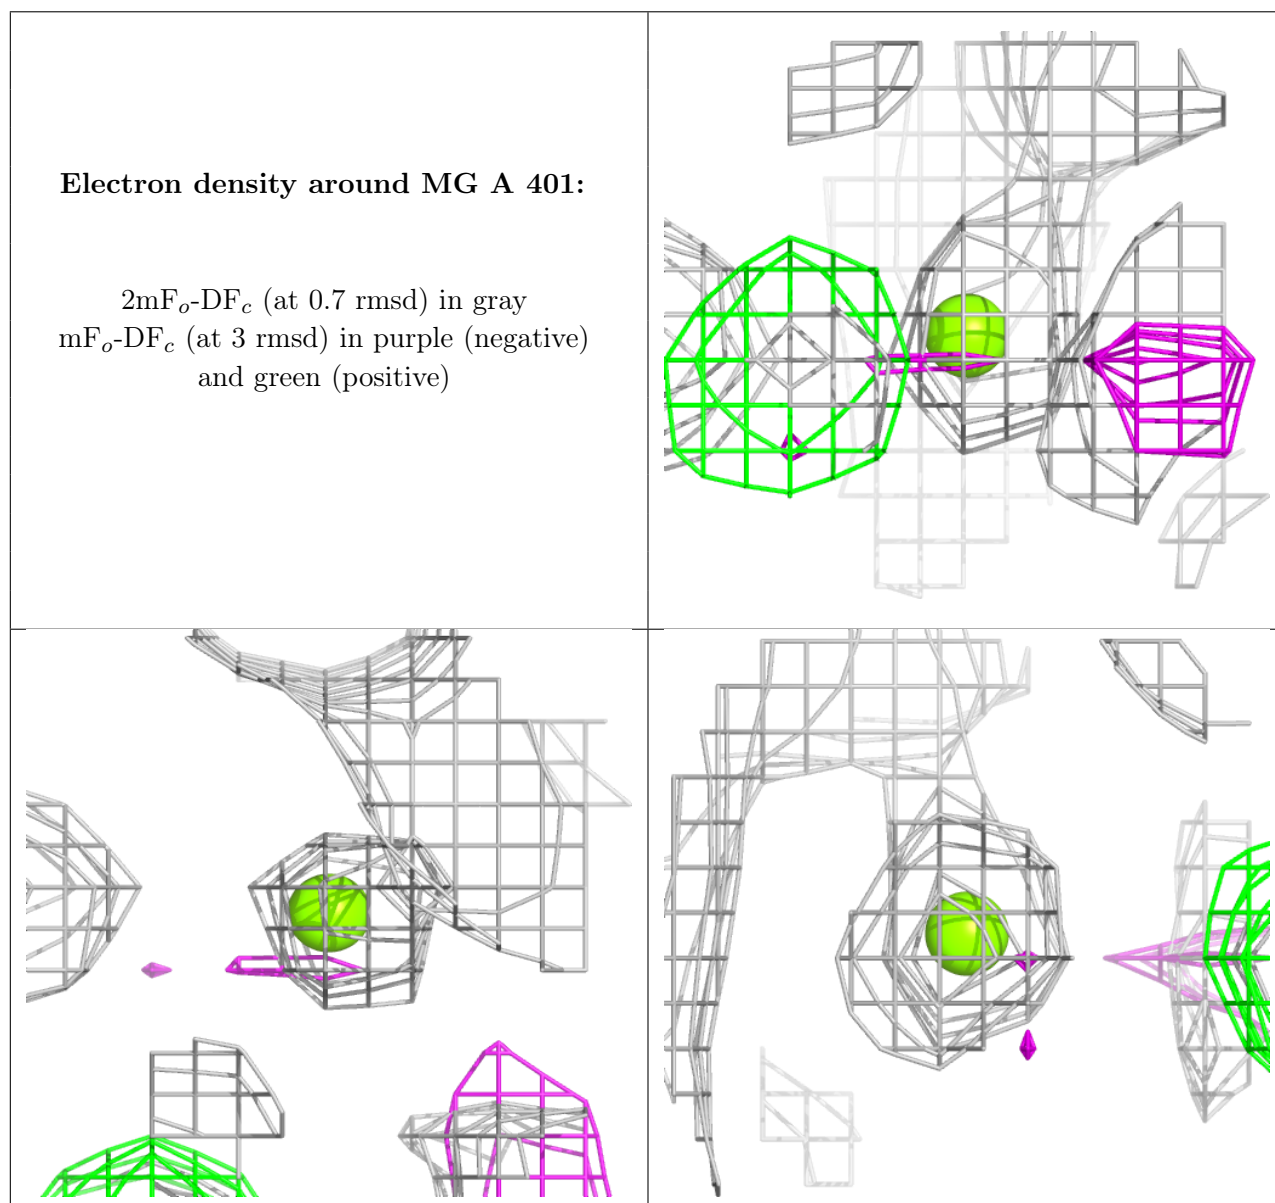 Electron density around MG A 401:
2mFo-DFc (at 0.7 rmsd) in gray
mFo-DFc (at 3 rmsd) in purple (negative)
and green (positive)